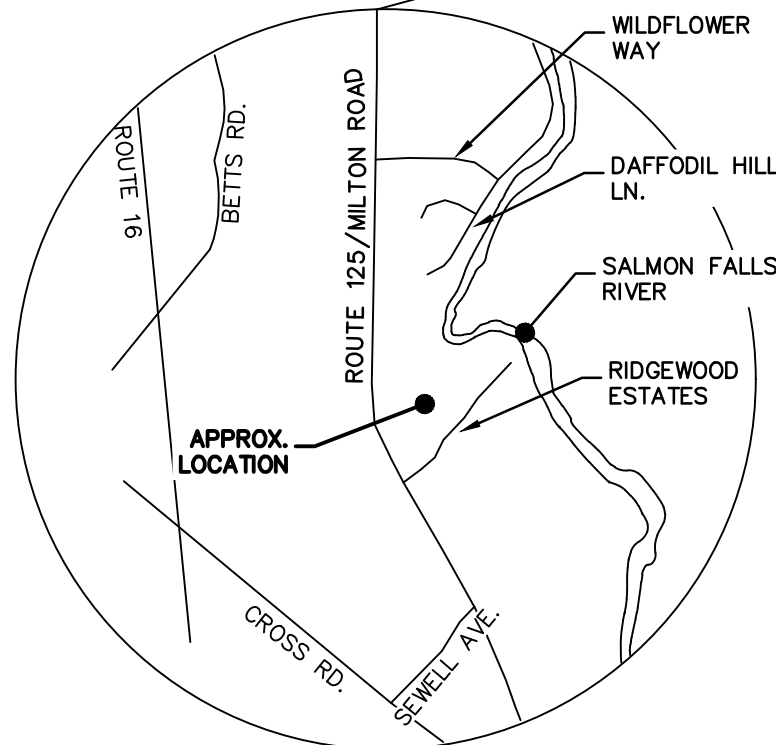 WILDFLOWER
WAY
ROUTE 16
BETTS RD.
ROUTE 125/MILTON ROAD
DAFFODIL HILL
LN.
SALMON FALLS
RIVER
RIDGEWOOD
ESTATES
APPROX.
LOCATION
CROSS RD.
SEWELL AVE.